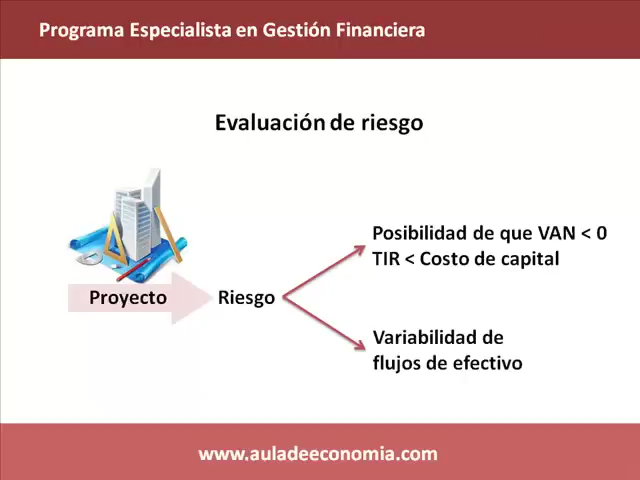 Programa Especialista en Gestión Financiera
Evaluación de riesgo
Posibilidad de que VAN < 0
TIR < Costo de capital
Proyecto
Riesgo
Variabilidad de
flujos de efectivo
www.auladeeconomia.com